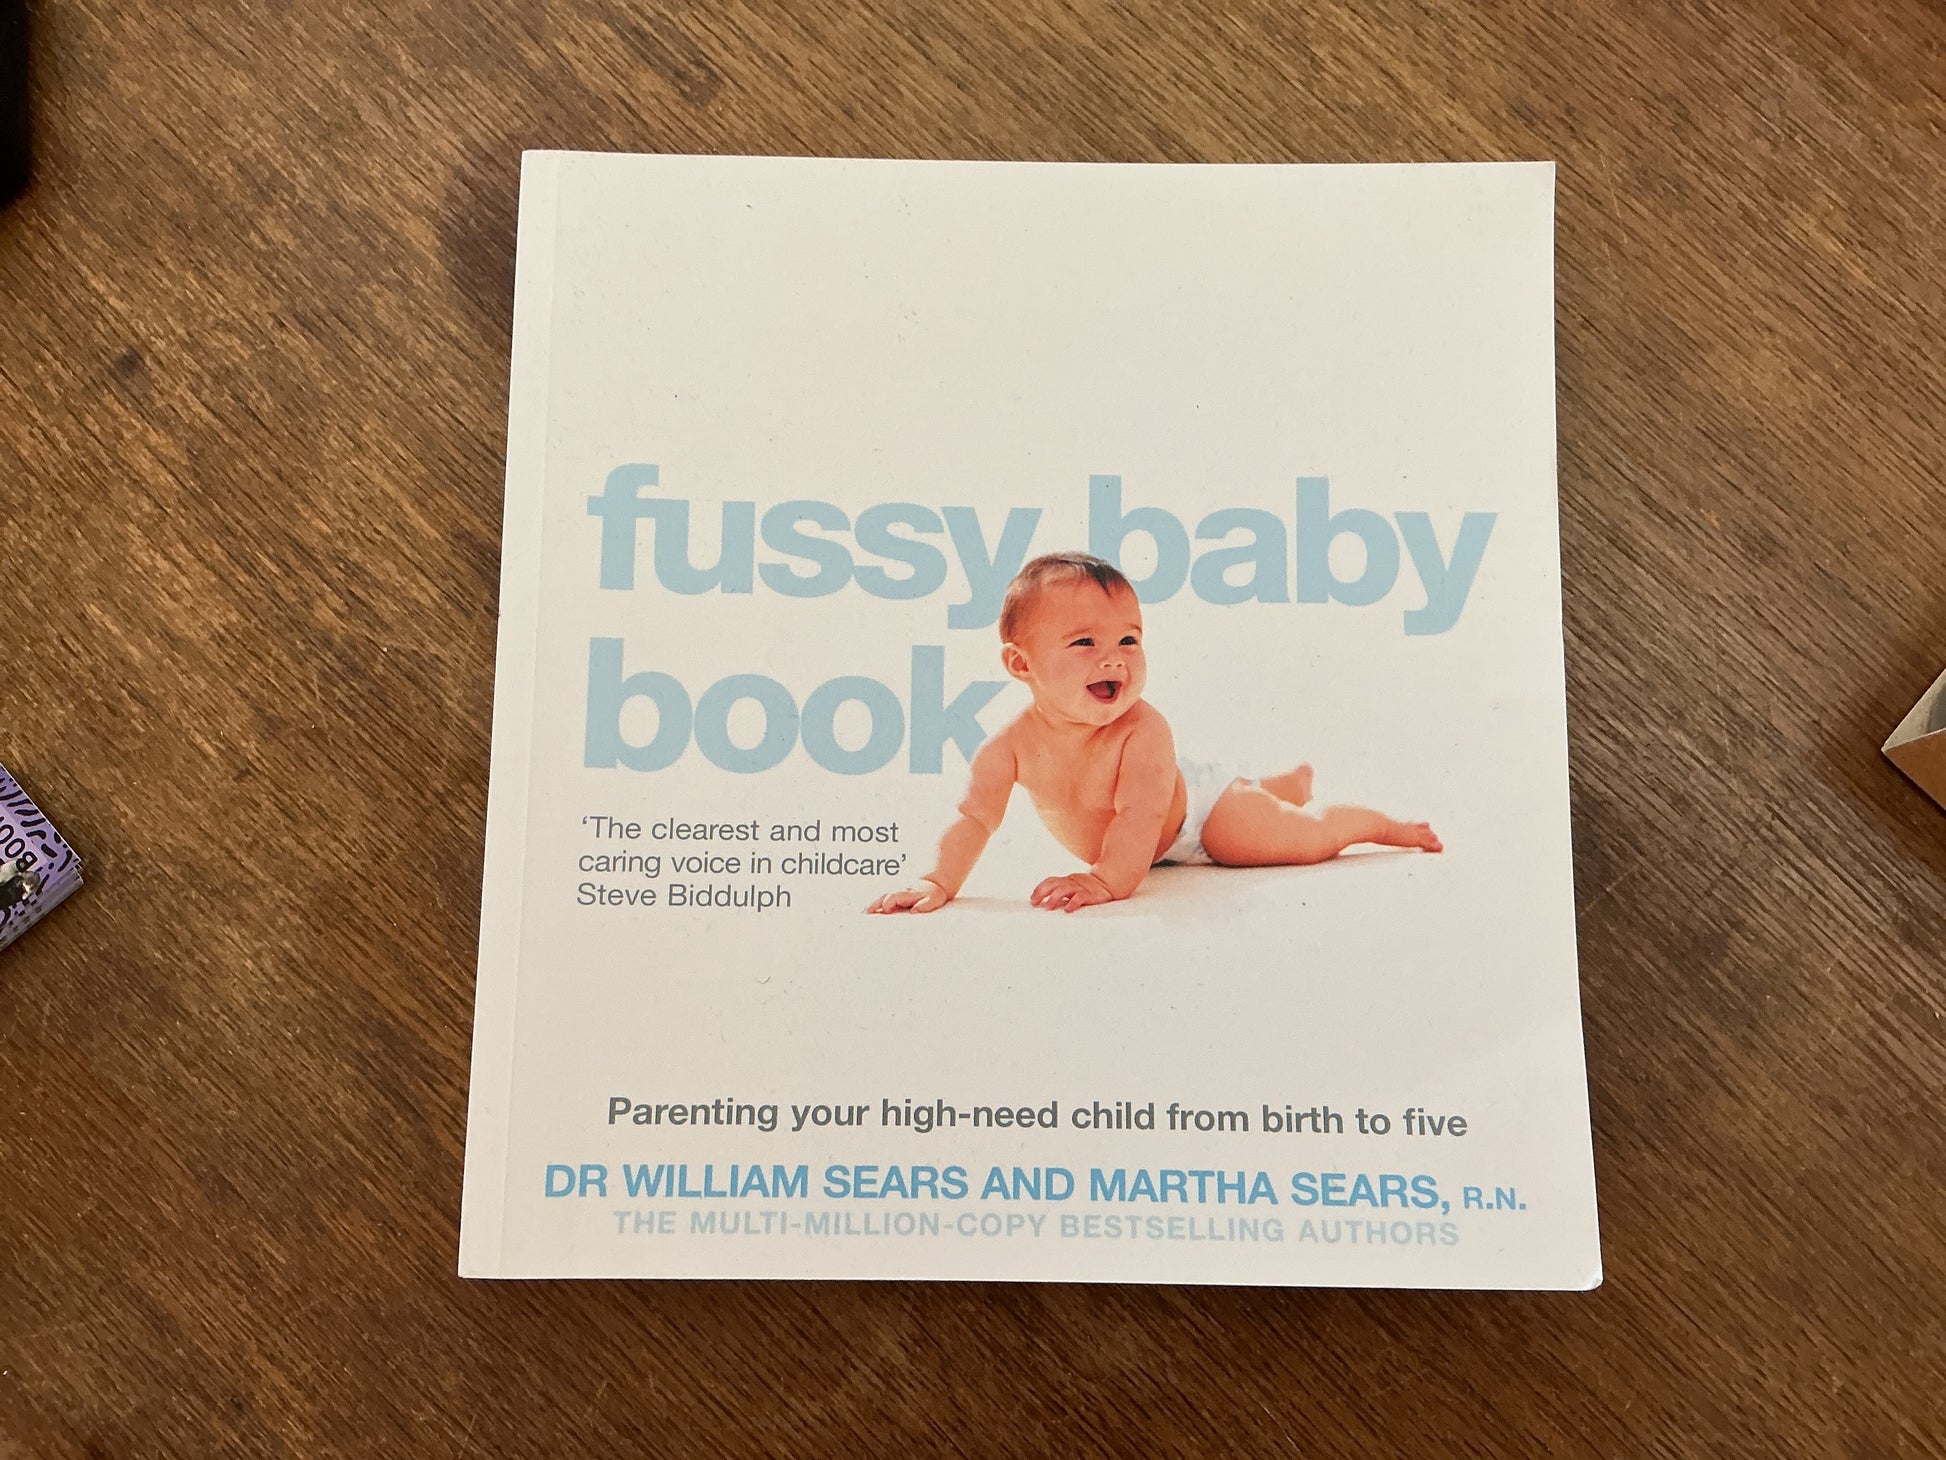 fussy baby
book
‘The clearest and most
caring voice in childcare’
Steve Biddulph
Parenting your high-need child from birth to five
DR WILLIAM SEARS AND MARTHA SEARS, R.N.
THE MULTI-MILLION-COPY BESTSELLING AUTHORS